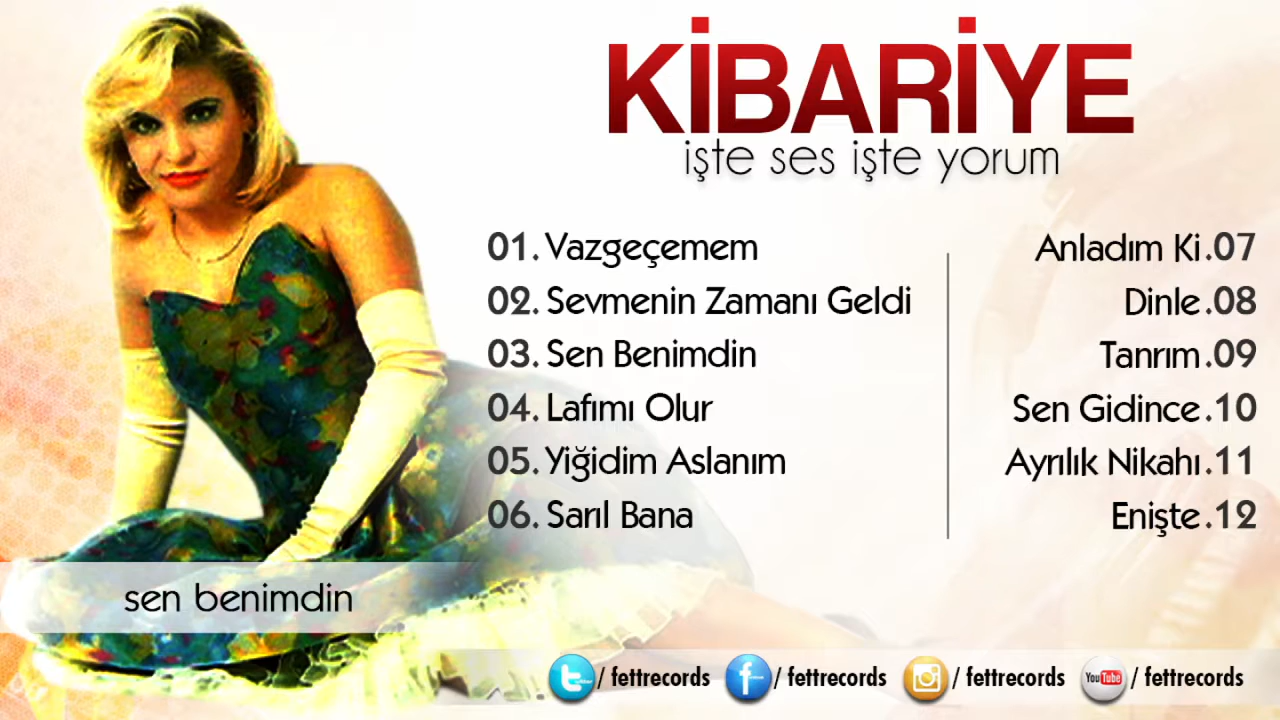 KİBARİYE
işte ses işte yorum
01. Vazgeçemem
02. Sevmenin Zamanı Geldi
03. Sen Benimdin
04. Lafımı Olur
05. Yiğidim Aslanım
06. Sarıl Bana
Anladım Ki .07
Dinle .08
Tanrım .09
Sen Gidince .10
Ayrılık Nikahı .11
Enişte .12
sen benimdin
/ fettrecords / fettrecords / fettrecords You Tube / fettrecords